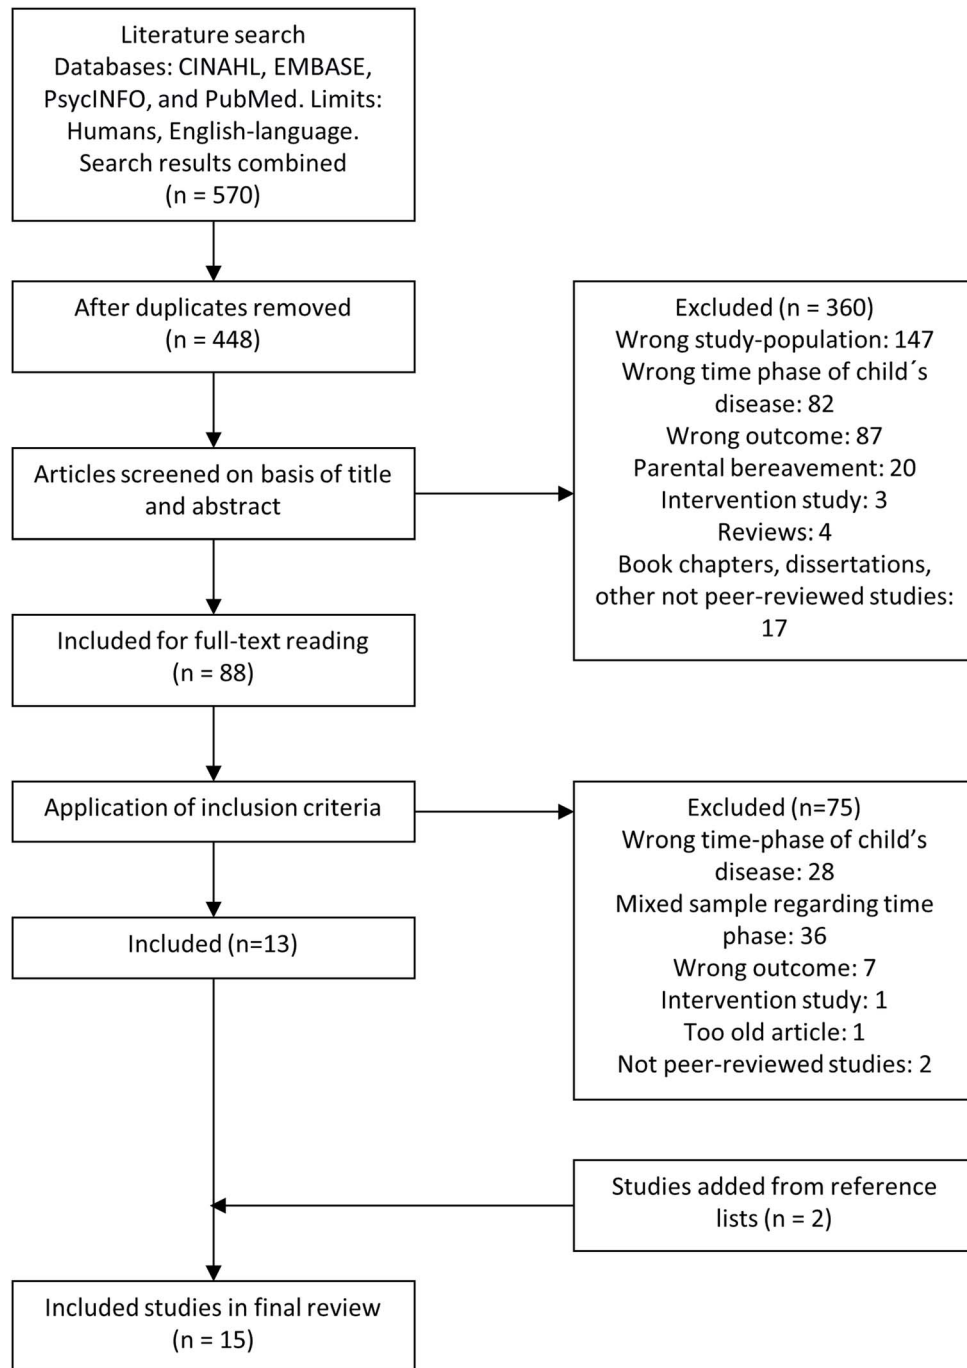 Literature search
Databases: CINAHL, EMBASE,
PsycINFO, and PubMed. Limits:
Humans, English-language.
Search results combined
(n = 570)
After duplicates removed
(n = 448)
Excluded (n = 360)
Wrong study-population: 147
Wrong time phase of child´s
disease: 82
Wrong outcome: 87
Parental bereavement: 20
Intervention study: 3
Reviews: 4
Book chapters, dissertations,
other not peer-reviewed studies:
17
Articles screened on basis of title
and abstract
Included for full-text reading
(n = 88)
Application of inclusion criteria
Excluded (n=75)
Wrong time-phase of child’s
disease: 28
Mixed sample regarding time
phase: 36
Wrong outcome: 7
Intervention study: 1
Too old article: 1
Not peer-reviewed studies: 2
Included (n=13)
Studies added from reference
lists (n = 2)
Included studies in final review
(n = 15)